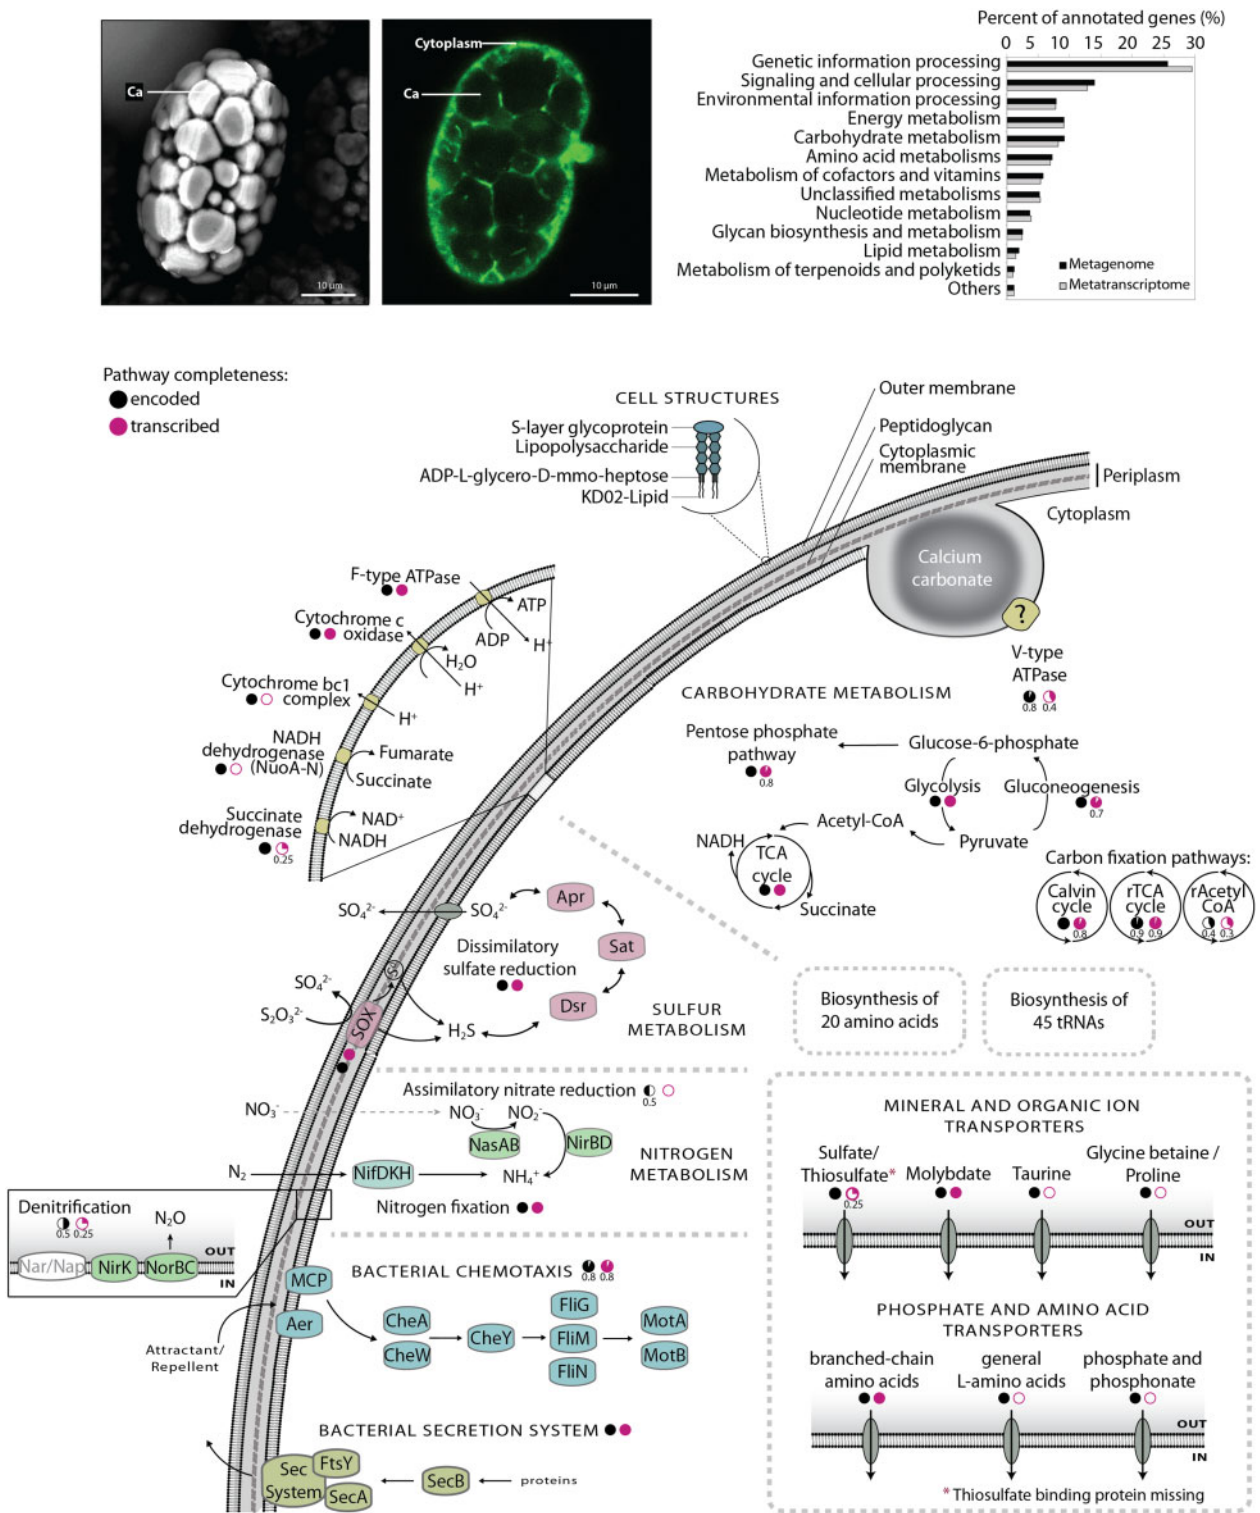 Ca
10 µm
Cytoplasm
Ca
10 µm
Percent of annotated genes (%)
0 5 10 15 20 25 30
Genetic information processing
Signaling and cellular processing
Environmental information processing
Energy metabolism
Carbohydrate metabolism
Amino acid metabolisms
Metabolism of cofactors and vitamins
Unclassified metabolisms
Nucleotide metabolism
Glycan biosynthesis and metabolism
Lipid metabolism
Metabolism of terpenoids and polyketids
Others
Metagenome
Metatranscriptome
Pathway completeness:
encoded
transcribed
CELL STRUCTURES
S-layer glycoprotein
Lipopolysaccharide
ADP-L-glycero-D-mmo-heptose
KD02-Lipid
Outer membrane
Peptidoglycan
Cytoplasmic
membrane
Periplasm
Cytoplasm
Calcium
carbonate
?
V-type
ATPase
0.8 0.4
F-type ATPase
ATP
ADP
H⁺
Cytochrome c
oxidase
H₂O
H⁺
Cytochrome bc1
complex
H⁺
NADH
dehydrogenase
(NuoA-N)
Fumarate
Succinate
Succinate
dehydrogenase
0.25
NAD⁺
NADH
CARBOHYDRATE METABOLISM
Pentose phosphate
pathway
0.8
Glucose-6-phosphate
Glycolysis
Gluconeogenesis
0.7
Pyruvate
Acetyl-CoA
NADH
TCA
cycle
Succinate
Carbon fixation pathways:
Calvin
cycle
0.8
rTCA
cycle
0.9 0.9
rAcetyl
CoA
0.4 0.3
SO₄²⁻
SO₄²⁻
Apr
Sat
Dsr
Dissimilatory
sulfate reduction
SO₄²⁻
S₂O₃²⁻
SOX
H₂S
SULFUR
METABOLISM
Biosynthesis of
20 amino acids
Biosynthesis of
45 tRNAs
Assimilatory nitrate reduction
0.5
NO₃⁻
NO₃⁻
NO₂⁻
NasAB
NirBD
N₂
NifDKH
NH₄⁺
Nitrogen fixation
NITROGEN
METABOLISM
Denitrification
0.5 0.25
N₂O
Nar/Nap
NirK
NorBC
OUT
IN
BACTERIAL CHEMOTAXIS
0.8 0.8
MCP
Aer
Attractant/
Repellent
CheA
CheW
CheY
FliG
FliM
FliN
MotA
MotB
BACTERIAL SECRETION SYSTEM
Sec
System
FtsY
SecA
SecB
proteins
MINERAL AND ORGANIC ION
TRANSPORTERS
Sulfate/
Thiosulfate*
0.25
Molybdate
Taurine
Glycine betaine /
Proline
OUT
IN
PHOSPHATE AND AMINO ACID
TRANSPORTERS
branched-chain
amino acids
general
L-amino acids
phosphate and
phosphonate
OUT
IN
* Thiosulfate binding protein missing